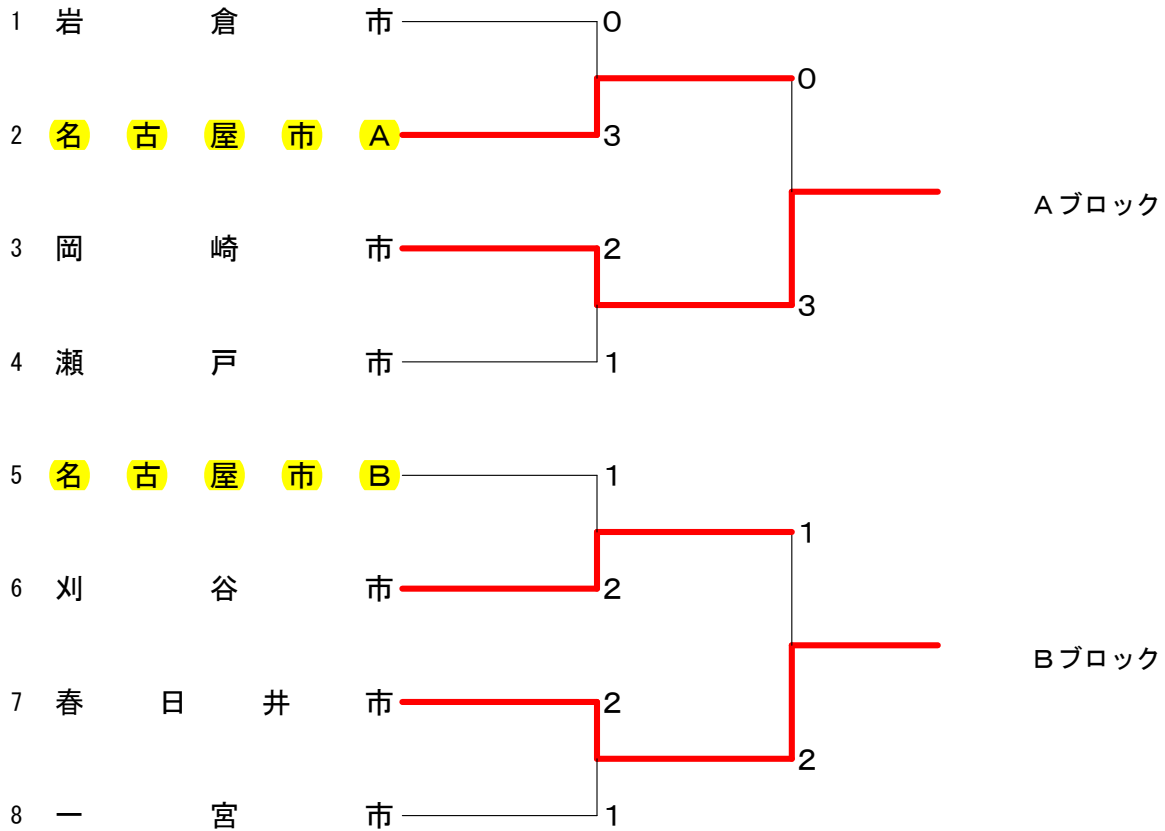 1 岩倉市 0
0
2 名古屋市A 3
Aブロック
3 岡崎市 2
3
4 瀬戸市 1
5 名古屋市B 1
1
6 刈谷市 2
Bブロック
7 春日井市 2
2
8 一宮市 1